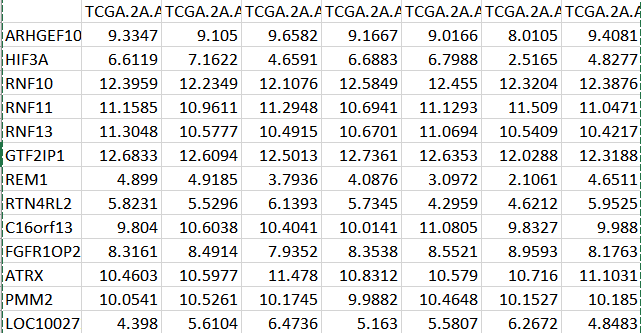 TCGA.2A.A TCGA.2A.A TCGA.2A.A TCGA.2A.A TCGA.2A.A TCGA.2A.A TCGA.2A.A
ARHGEF10 9.3347 9.105 9.6582 9.1667 9.0166 8.0105 9.4081
HIF3A 6.6119 7.1622 4.6591 6.6883 6.7988 2.5165 4.8277
RNF10 12.3959 12.2349 12.1076 12.5849 12.455 12.3204 12.3876
RNF11 11.1585 10.9611 11.2948 10.6941 11.1293 11.509 11.0471
RNF13 11.3048 10.5777 10.4915 10.6701 11.0694 10.5409 10.4217
GTF2IP1 12.6833 12.6094 12.5013 12.7361 12.6353 12.0288 12.3188
REM1 4.899 4.9185 3.7936 4.0876 3.0972 2.1061 4.6511
RTN4RL2 5.8231 5.5296 6.1393 5.7345 4.2959 4.6212 5.9525
C16orf13 9.804 10.6038 10.4041 10.0141 11.0805 9.8327 9.988
FGFR1OP2 8.3161 8.4914 7.9352 8.3538 8.5521 8.9593 8.1763
ATRX 10.4603 10.5977 11.478 10.8312 10.579 10.716 11.1031
PMM2 10.0541 10.5261 10.1745 9.9882 10.4648 10.1527 10.185
LOC10027 4.398 5.6104 6.4736 5.163 5.5807 6.2672 4.8483